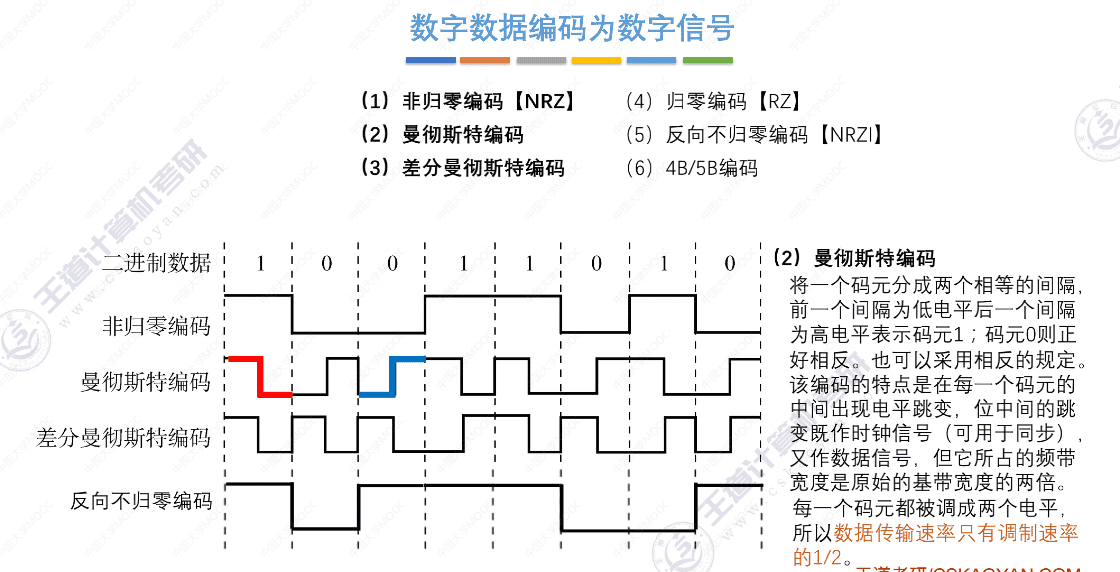 数字数据编码为数字信号
（1）非归零编码【NRZ】
（4）归零编码【RZ】
（2）曼彻斯特编码
（5）反向不归零编码【NRZI】
（3）差分曼彻斯特编码
（6）4B/5B编码
二进制数据 1 0 0 1 1 0 1 0
非归零编码
曼彻斯特编码
差分曼彻斯特编码
反向不归零编码
（2）曼彻斯特编码
将一个码元分成两个相等的间隔，
前一个间隔为低电平后一个间隔
为高电平表示码元1；码元0则正
好相反。也可以采用相反的规定。
该编码的特点是在每一个码元的
中间出现电平跳变，位中间的跳
变既作时钟信号（可用于同步），
又作数据信号，但它所占的频带
宽度是原始的基带宽度的两倍。
每一个码元都被调成两个电平，
所以数据传输速率只有调制速率
的1/2。
王道计算机考研
中国大学MOOC